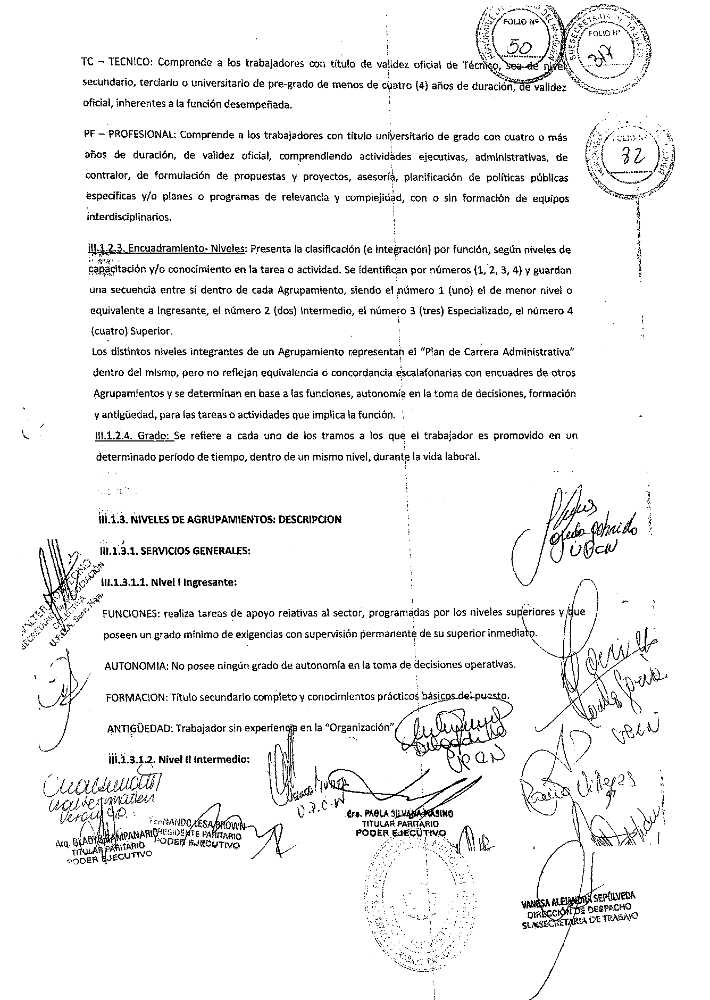 FOLIO Nº
50
SUBSECRETARIA DE TRABAJO
FOLIO Nº
317
TC – TECNICO: Comprende a los trabajadores con título de validez oficial de Técnico, sea de nivel
secundario, terciario o universitario de pre-grado de menos de cuatro (4) años de duración, de validez
oficial, inherentes a la función desempeñada.
FOLIO Nº
32
PF – PROFESIONAL: Comprende a los trabajadores con título universitario de grado con cuatro o más
años de duración, de validez oficial, comprendiendo actividades ejecutivas, administrativas, de
contralor, de formulación de propuestas y proyectos, asesoría, planificación de políticas públicas
específicas y/o planes o programas de relevancia y complejidad, con o sin formación de equipos
interdisciplinarios.
III.1.2.3. Encuadramiento- Niveles: Presenta la clasificación (e integración) por función, según niveles de
capacitación y/o conocimiento en la tarea o actividad. Se identifican por números (1, 2, 3, 4) y guardan
una secuencia entre sí dentro de cada Agrupamiento, siendo el número 1 (uno) el de menor nivel o
equivalente a Ingresante, el número 2 (dos) Intermedio, el número 3 (tres) Especializado, el número 4
(cuatro) Superior.
Los distintos niveles integrantes de un Agrupamiento representan el “Plan de Carrera Administrativa”
dentro del mismo, pero no reflejan equivalencia o concordancia escalafonarias con encuadres de otros
Agrupamientos y se determinan en base a las funciones, autonomía en la toma de decisiones, formación
y antigüedad, para las tareas o actividades que implica la función.
III.1.2.4. Grado: Se refiere a cada uno de los tramos a los que el trabajador es promovido en un
determinado período de tiempo, dentro de un mismo nivel, durante la vida laboral.
III.1.3. NIVELES DE AGRUPAMIENTOS: DESCRIPCION
III.1.3.1. SERVICIOS GENERALES:
III.1.3.1.1. Nivel I Ingresante:
FUNCIONES: realiza tareas de apoyo relativas al sector, programadas por los niveles superiores y que
poseen un grado mínimo de exigencias con supervisión permanente de su superior inmediato.
AUTONOMIA: No posee ningún grado de autonomía en la toma de decisiones operativas.
FORMACION: Título secundario completo y conocimientos prácticos básicos del puesto.
ANTIGÜEDAD: Trabajador sin experiencia en la “Organización”
III.1.3.1.2. Nivel II Intermedio:
UPCN
Delgadillo
UPCN
UPCN
Villegas
U.P.C.N
Cra. PAOLA SILVANA MASINO
TITULAR PARITARIO
PODER EJECUTIVO
FERNANDO LESA BROWN
PRESIDENTE PARITARIO
PODER EJECUTIVO
Arq. GLADYS CAMPANARIO
TITULAR PARITARIO
PODER EJECUTIVO
VANESA ALEJANDRA SEPÚLVEDA
DIRECCIÓN DE DESPACHO
SUBSECRETARIA DE TRABAJO